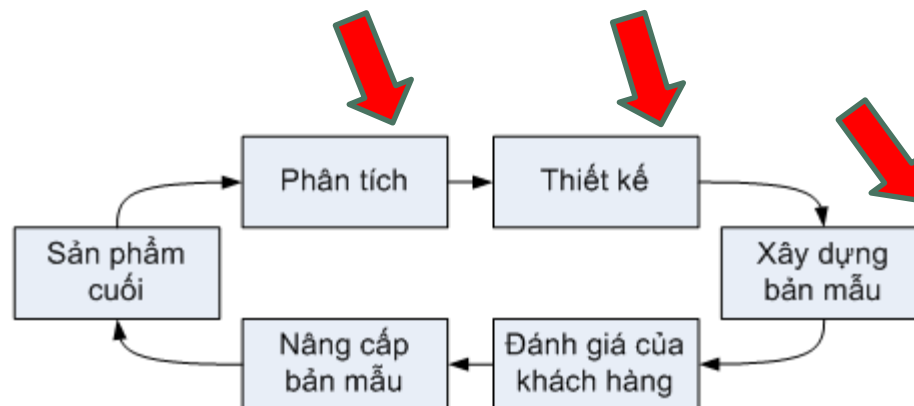 Phân tích
Thiết kế
Sản phẩm
cuối
Xây dựng
bản mẫu
Nâng cấp
bản mẫu
Đánh giá của
khách hàng